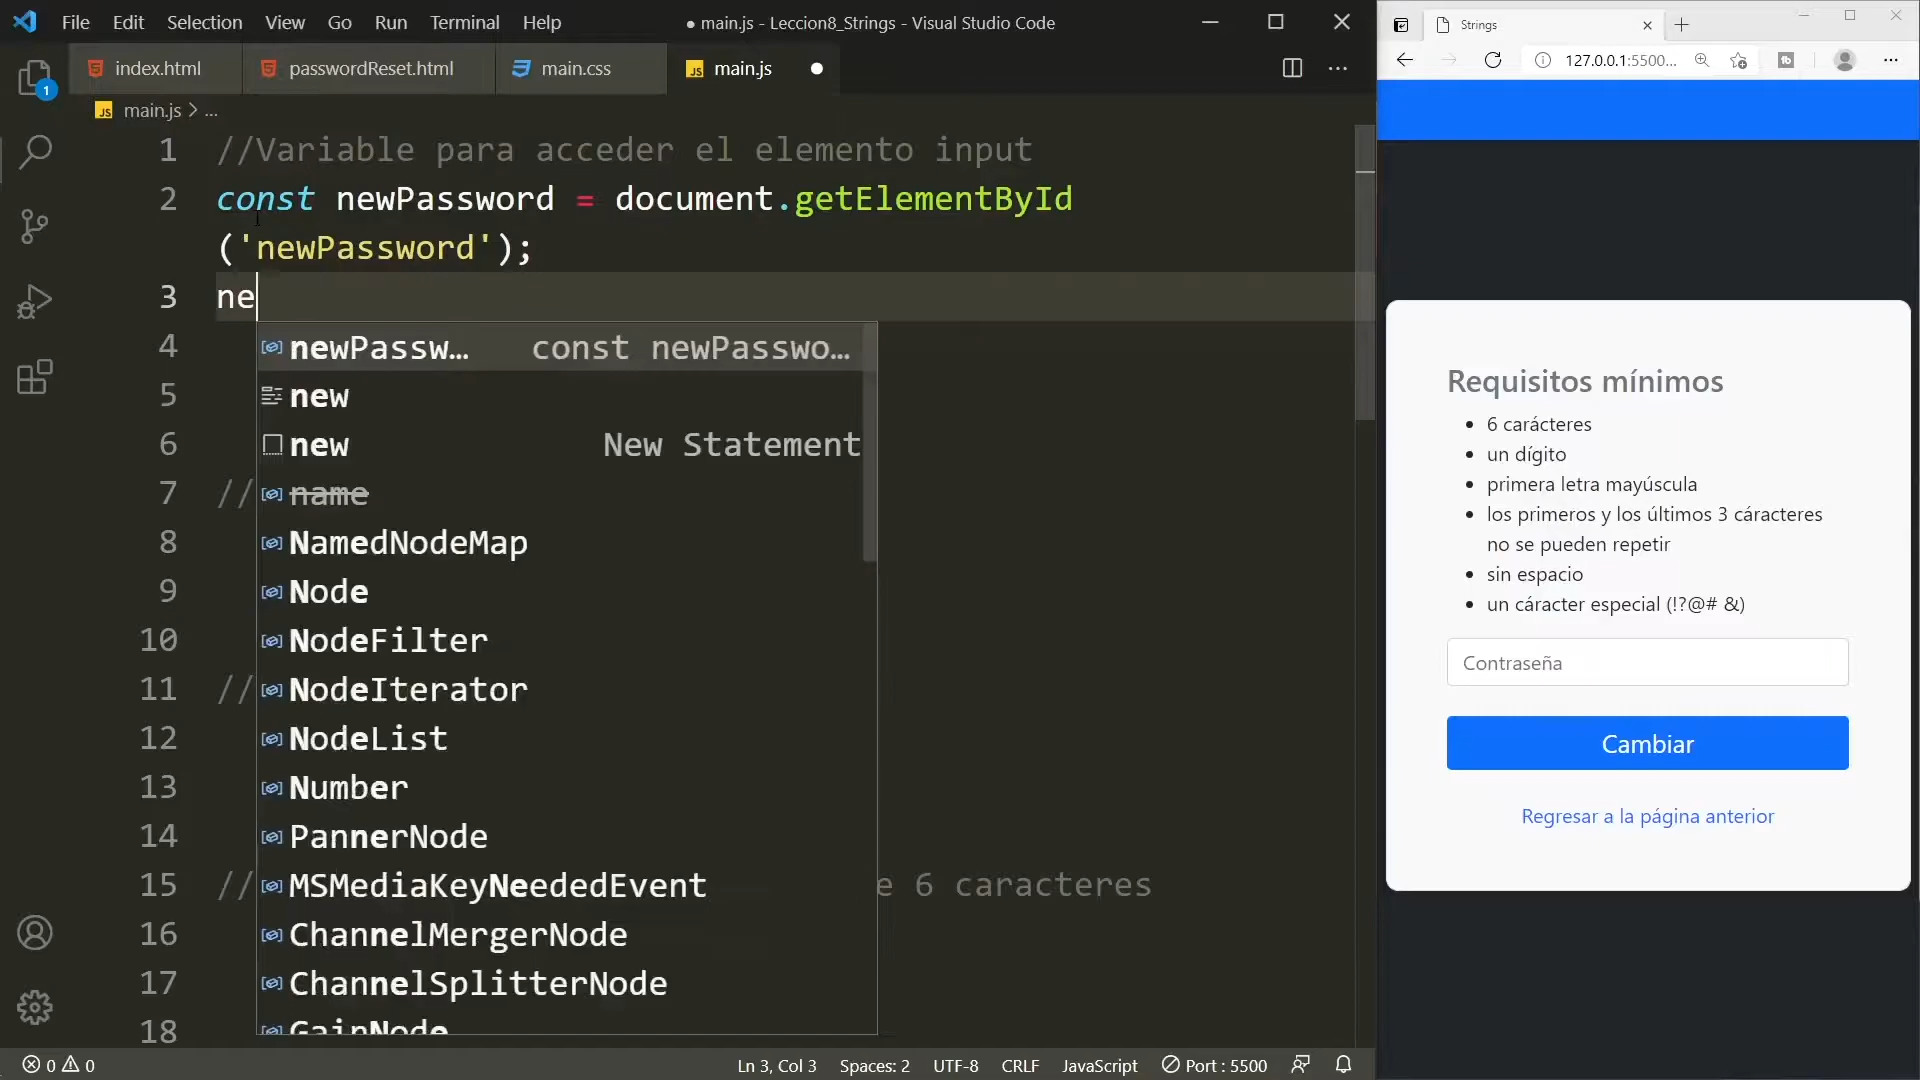 File Edit Selection View Go Run Terminal Help
● main.js - Leccion8_Strings - Visual Studio Code
index.html
passwordReset.html
main.css
JS main.js
1
JS main.js > ...
1 //Variable para acceder el elemento input
2 const newPassword = document.getElementById
('newPassword');
3 ne
4
5
6
7 //
8
9
10
11 //
12
13
14
15 // e 6 caracteres
16
17
18
newPassw… const newPasswo…
new
new New Statement
name
NamedNodeMap
Node
NodeFilter
NodeIterator
NodeList
Number
PannerNode
MSMediaKeyNeededEvent
ChannelMergerNode
ChannelSplitterNode
GainNode
0 0
Ln 3, Col 3 Spaces: 2 UTF-8 CRLF JavaScript Port : 5500
Strings
127.0.0.1:5500...
Requisitos mínimos
6 carácteres
un dígito
primera letra mayúscula
los primeros y los últimos 3 cáracteres
no se pueden repetir
sin espacio
un cáracter especial (!?@# &)
Contraseña
Cambiar
Regresar a la página anterior